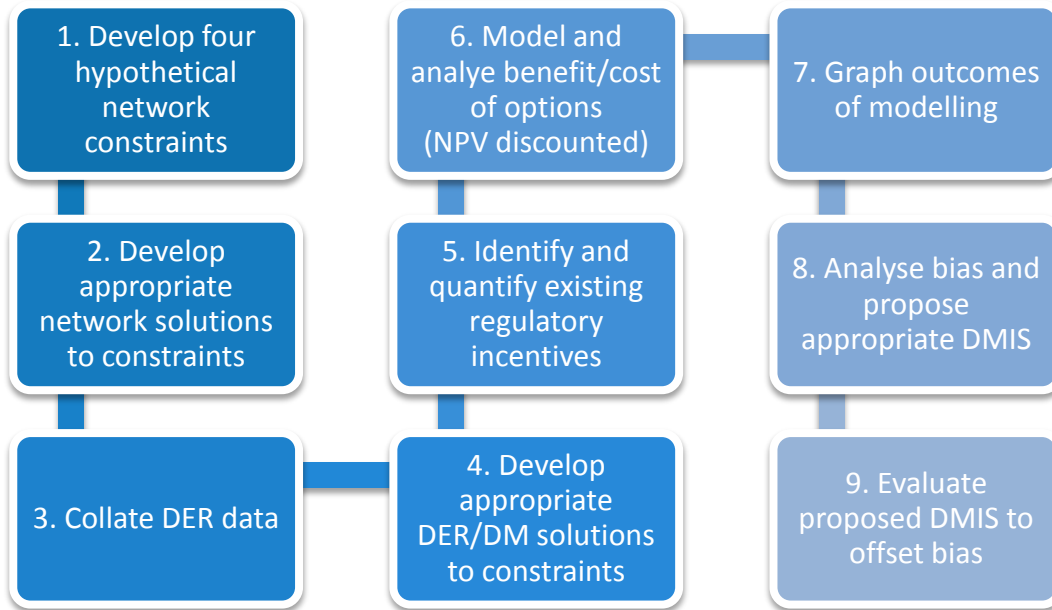 1. Develop four
hypothetical
network
constraints
2. Develop
appropriate
network solutions
to constraints
3. Collate DER data
4. Develop
appropriate
DER/DM solutions
to constraints
5. Identify and
quantify existing
regulatory
incentives
6. Model and
analye benefit/cost
of options
(NPV discounted)
7. Graph outcomes
of modelling
8. Analyse bias and
propose
appropriate DMIS
9. Evaluate
proposed DMIS to
offset bias